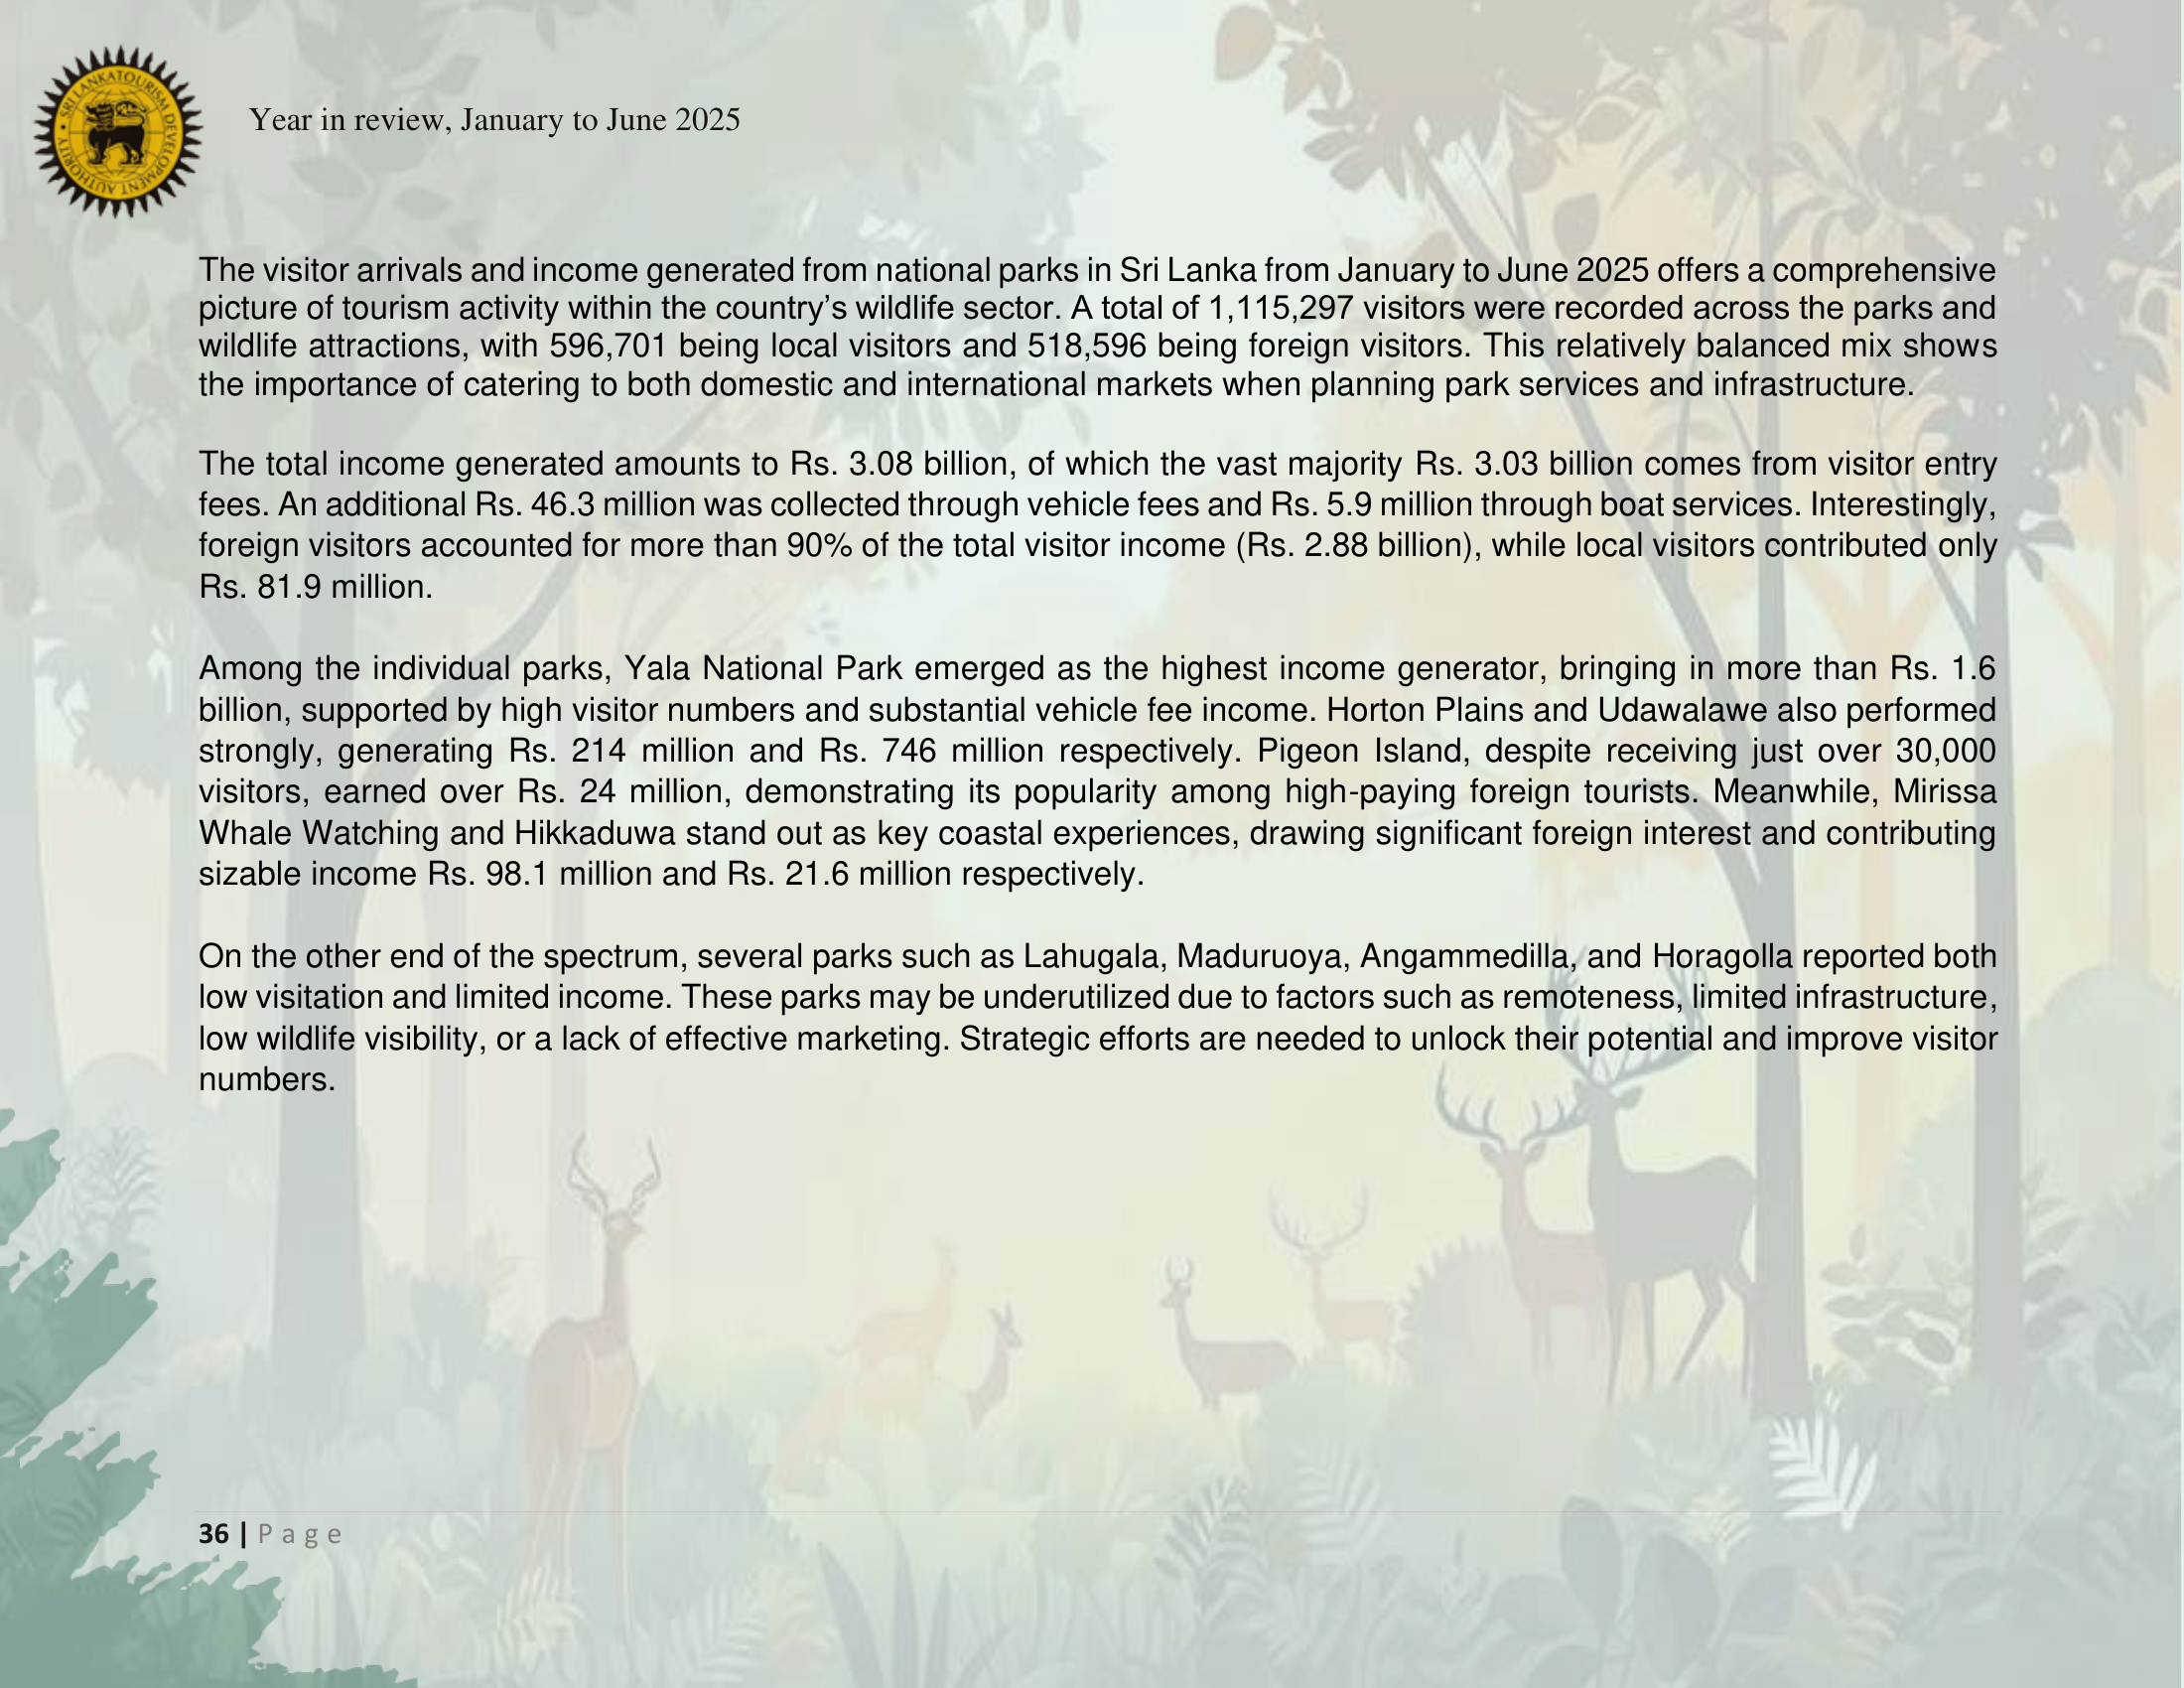 SRI LANKA TOURISM DEVELOPMENT AUTHORITY
Year in review, January to June 2025
The visitor arrivals and income generated from national parks in Sri Lanka from January to June 2025 offers a comprehensive
picture of tourism activity within the country’s wildlife sector. A total of 1,115,297 visitors were recorded across the parks and
wildlife attractions, with 596,701 being local visitors and 518,596 being foreign visitors. This relatively balanced mix shows
the importance of catering to both domestic and international markets when planning park services and infrastructure.
The total income generated amounts to Rs. 3.08 billion, of which the vast majority Rs. 3.03 billion comes from visitor entry
fees. An additional Rs. 46.3 million was collected through vehicle fees and Rs. 5.9 million through boat services. Interestingly,
foreign visitors accounted for more than 90% of the total visitor income (Rs. 2.88 billion), while local visitors contributed only
Rs. 81.9 million.
Among the individual parks, Yala National Park emerged as the highest income generator, bringing in more than Rs. 1.6
billion, supported by high visitor numbers and substantial vehicle fee income. Horton Plains and Udawalawe also performed
strongly, generating Rs. 214 million and Rs. 746 million respectively. Pigeon Island, despite receiving just over 30,000
visitors, earned over Rs. 24 million, demonstrating its popularity among high-paying foreign tourists. Meanwhile, Mirissa
Whale Watching and Hikkaduwa stand out as key coastal experiences, drawing significant foreign interest and contributing
sizable income Rs. 98.1 million and Rs. 21.6 million respectively.
On the other end of the spectrum, several parks such as Lahugala, Maduruoya, Angammedilla, and Horagolla reported both
low visitation and limited income. These parks may be underutilized due to factors such as remoteness, limited infrastructure,
low wildlife visibility, or a lack of effective marketing. Strategic efforts are needed to unlock their potential and improve visitor
numbers.
36 | Page